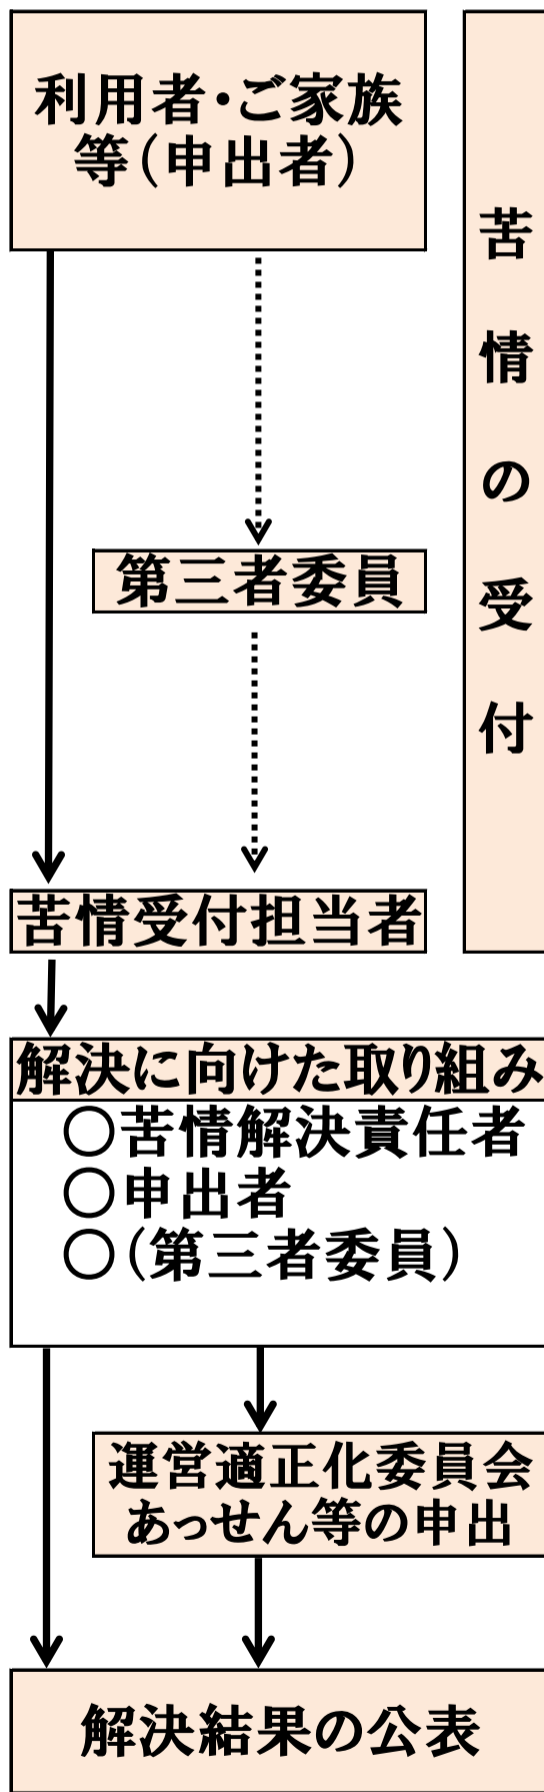 利用者・ご家族
等（申出者）
苦情の受付
第三者委員
苦情受付担当者
解決に向けた取り組み
〇苦情解決責任者
〇申出者
〇（第三者委員）
運営適正化委員会
あっせん等の申出
解決結果の公表